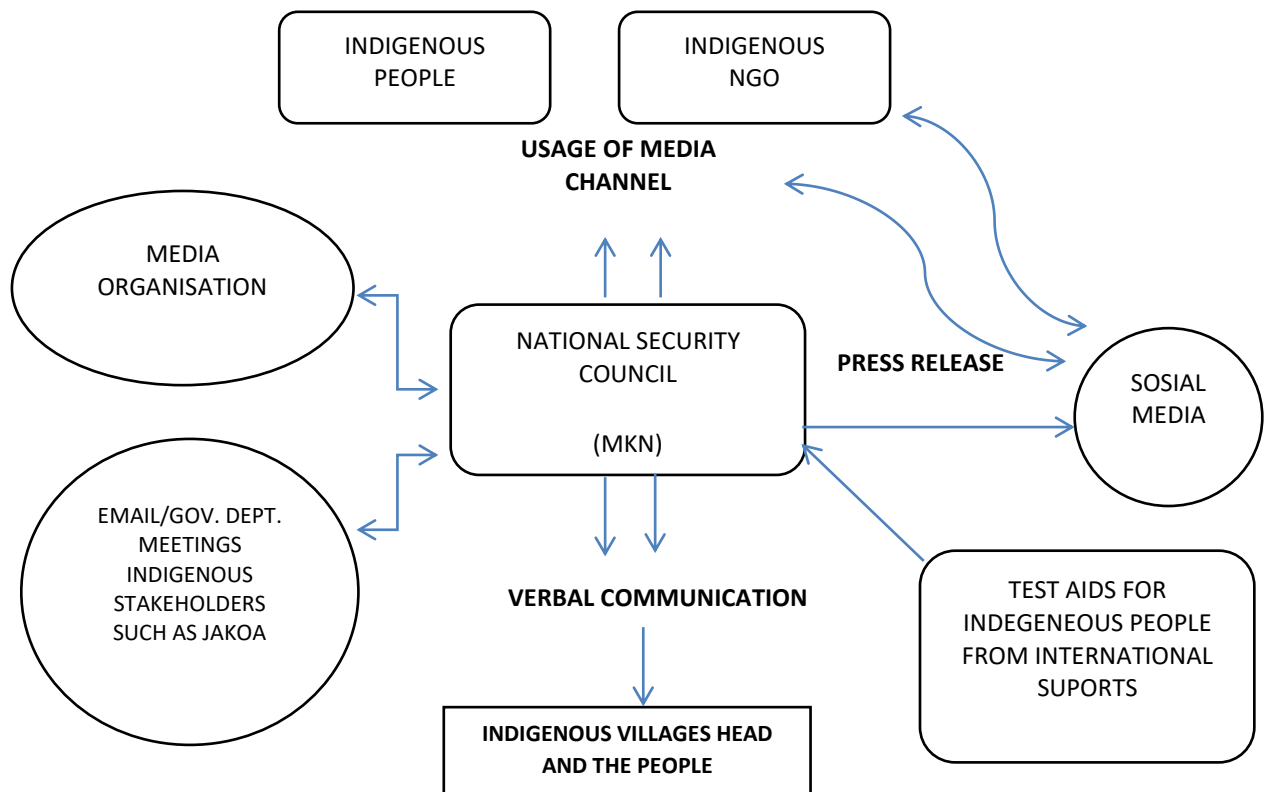 INDIGENOUS
PEOPLE
INDIGENOUS
NGO
USAGE OF MEDIA
CHANNEL
MEDIA
ORGANISATION
NATIONAL SECURITY
COUNCIL
(MKN)
PRESS RELEASE
SOSIAL
MEDIA
EMAIL/GOV. DEPT.
MEETINGS
INDIGENOUS
STAKEHOLDERS
SUCH AS JAKOA
VERBAL COMMUNICATION
TEST AIDS FOR
INDEGENEOUS PEOPLE
FROM INTERNATIONAL
SUPORTS
INDIGENOUS VILLAGES HEAD
AND THE PEOPLE